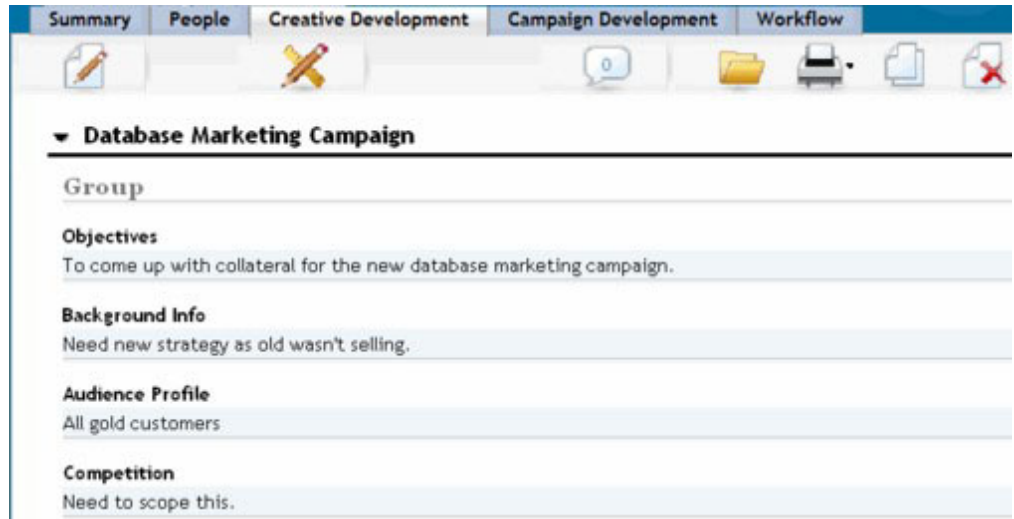 Summary People Creative Development Campaign Development Workflow
0
Database Marketing Campaign
Group
Objectives
To come up with collateral for the new database marketing campaign.
Background Info
Need new strategy as old wasn't selling.
Audience Profile
All gold customers
Competition
Need to scope this.